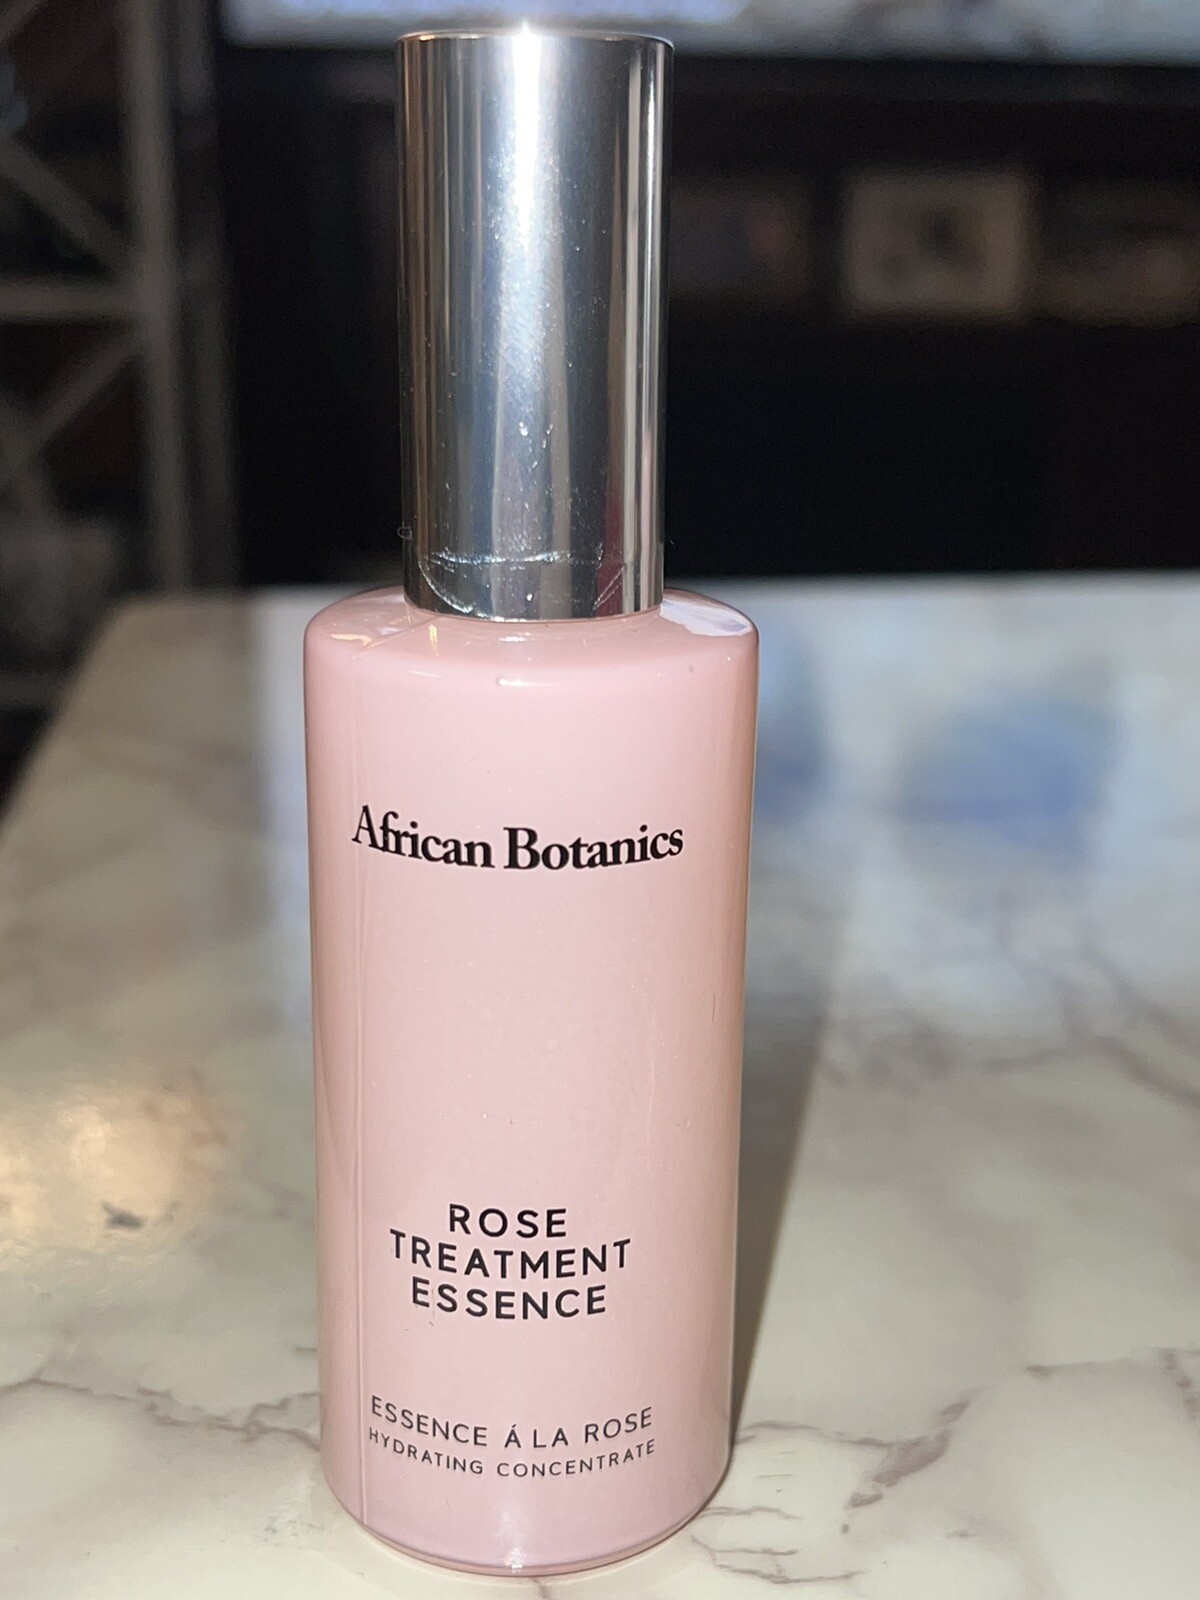 African Botanics
ROSE
TREATMENT
ESSENCE
ESSENCE Á LA ROSE
HYDRATING CONCENTRATE